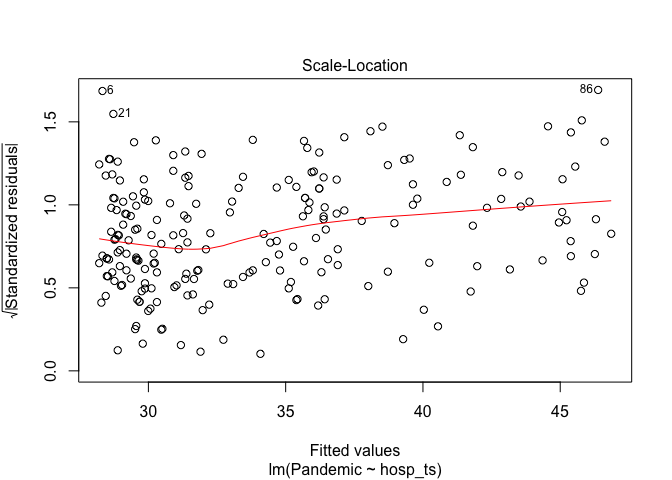 Scale-Location
6
86
21
√|Standardized residuals|
0.0
0.5
1.0
1.5
30
35
40
45
Fitted values
lm(Pandemic ~ hosp_ts)